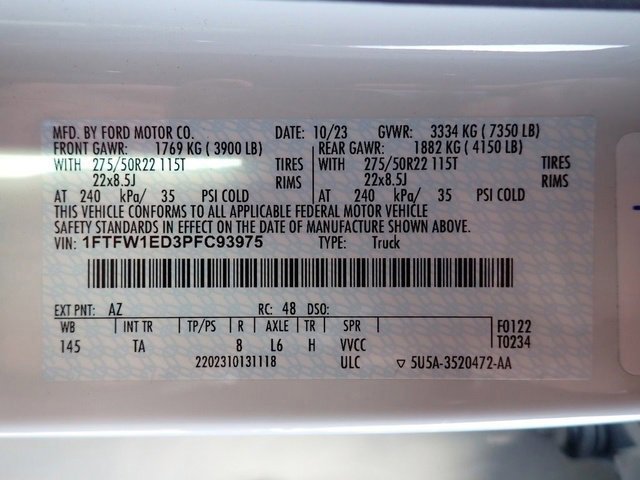 MFD. BY FORD MOTOR CO. DATE: 10/23 GVWR: 3334 KG ( 7350 LB)
FRONT GAWR: 1769 KG ( 3900 LB) REAR GAWR: 1882 KG ( 4150 LB)
WITH 275/50R22 115T TIRES WITH 275/50R22 115T TIRES
22x8.5J RIMS 22x8.5J RIMS
AT 240 kPa/ 35 PSI COLD AT 240 kPa/ 35 PSI COLD
THIS VEHICLE CONFORMS TO ALL APPLICABLE FEDERAL MOTOR VEHICLE
SAFETY STANDARDS IN EFFECT ON THE DATE OF MANUFACTURE SHOWN ABOVE.
VIN: 1FTFW1ED3PFC93975 TYPE: Truck
EXT PNT: AZ RC: 48 DSO:
WB INT TR TP/PS R AXLE TR SPR F0122
145 TA 8 L6 H VVCC T0234
2202310131118 ULC ▽ 5U5A-3520472-AA